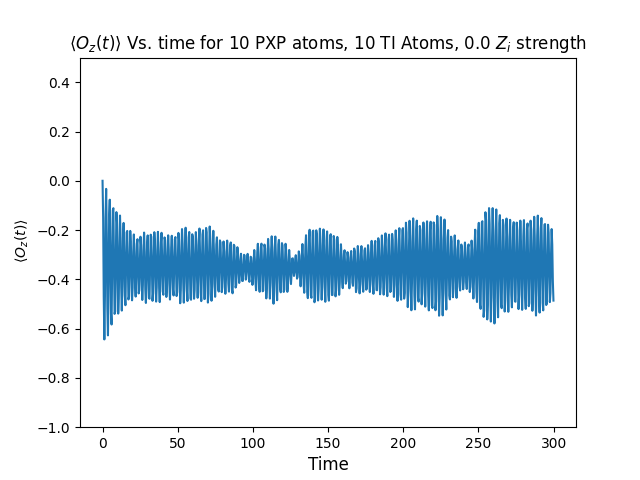 ⟨O_z(t)⟩ Vs. time for 10 PXP atoms, 10 TI Atoms, 0.0 Z_i strength
0.4
0.2
0.0
−0.2
−0.4
−0.6
−0.8
−1.0
⟨O_z(t)⟩
0 50 100 150 200 250 300
Time